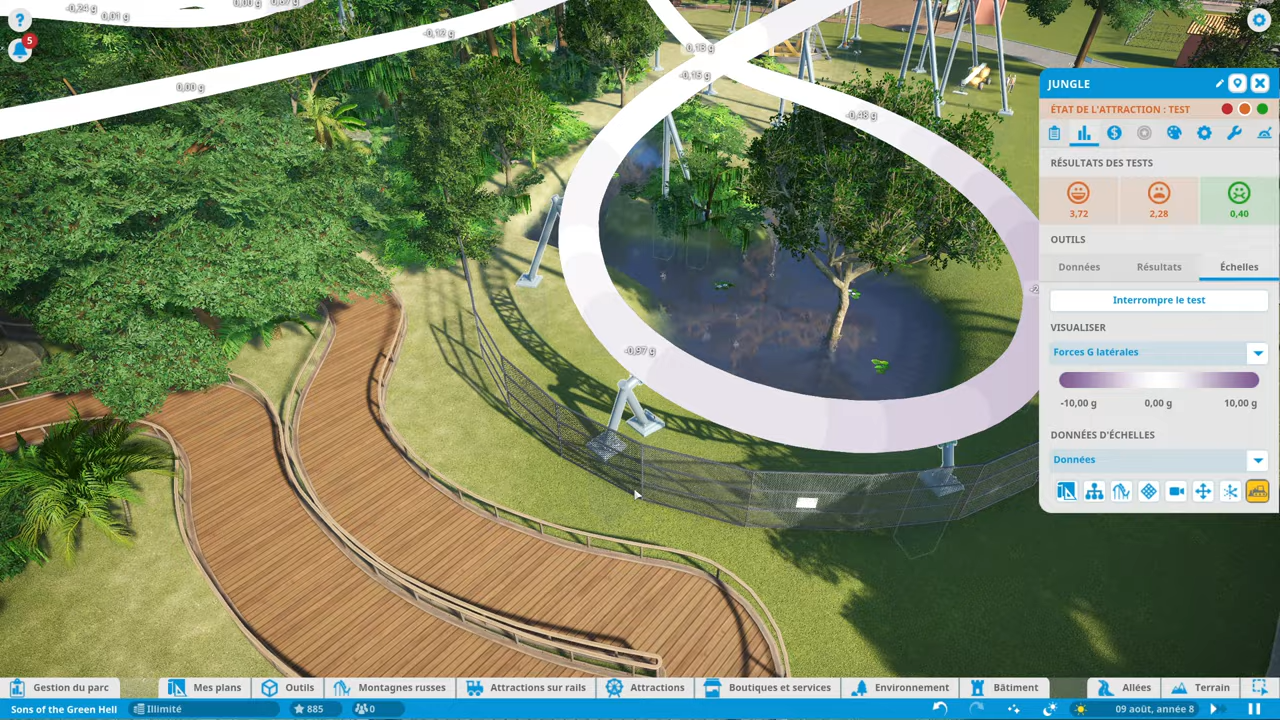 -0,24 g
0,01 g
0,13 g
0,00 g
-0,15 g
-0,48 g
-0,97 g
?
5
JUNGLE
ÉTAT DE L'ATTRACTION : TEST
RÉSULTATS DES TESTS
3,72 2,28 0,40
OUTILS
Données Résultats Échelles
Interrompre le test
VISUALISER
Forces G latérales
-10,00 g 0,00 g 10,00 g
DONNÉES D'ÉCHELLES
Données
Gestion du parc Mes plans Outils Montagnes russes Attractions sur rails Attractions Boutiques et services Environnement Bâtiment Allées Terrain
Sons of the Green Hell Illimité 885 0 09 août, année 8